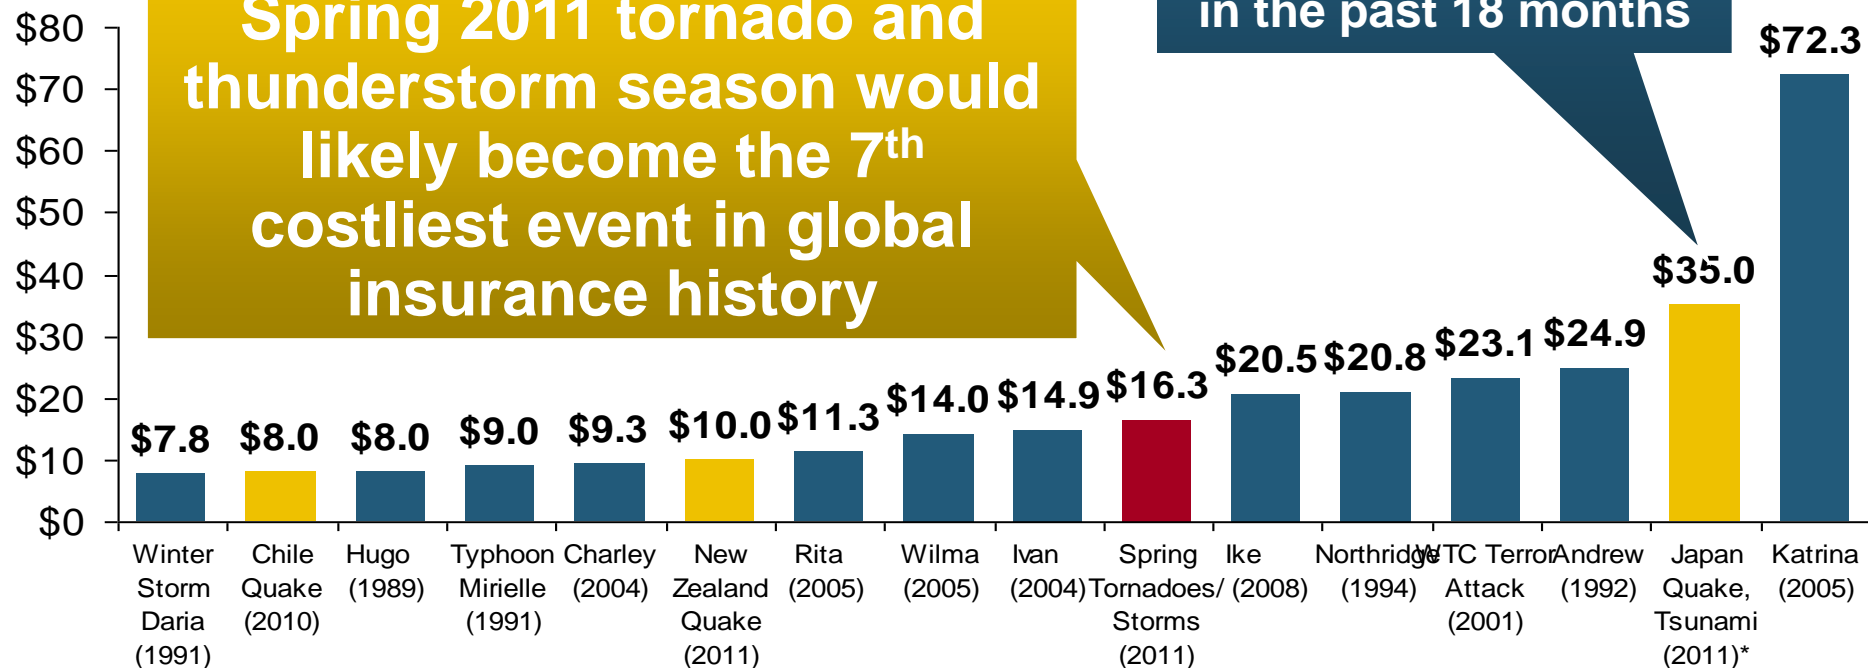 Spring 2011 tornado and
thunderstorm season would
likely become the 7th
costliest event in global
insurance history
in the past 18 months
$80
$70
$60
$50
$40
$30
$20
$10
$0
$7.8
$8.0
$8.0
$9.0
$9.3
$10.0
$11.3
$14.0
$14.9
$16.3
$20.5
$20.8
$23.1
$24.9
$35.0
$72.3
Winter
Storm
Daria
(1991)
Chile
Quake
(2010)
Hugo
(1989)
Typhoon
Mirielle
(1991)
Charley
(2004)
New
Zealand
Quake
(2011)
Rita
(2005)
Wilma
(2005)
Ivan
(2004)
Spring
Tornadoes/
Storms
(2011)
Ike
(2008)
Northridge
(1994)
WTC Terror
Attack
(2001)
Andrew
(1992)
Japan
Quake,
Tsunami
(2011)*
Katrina
(2005)